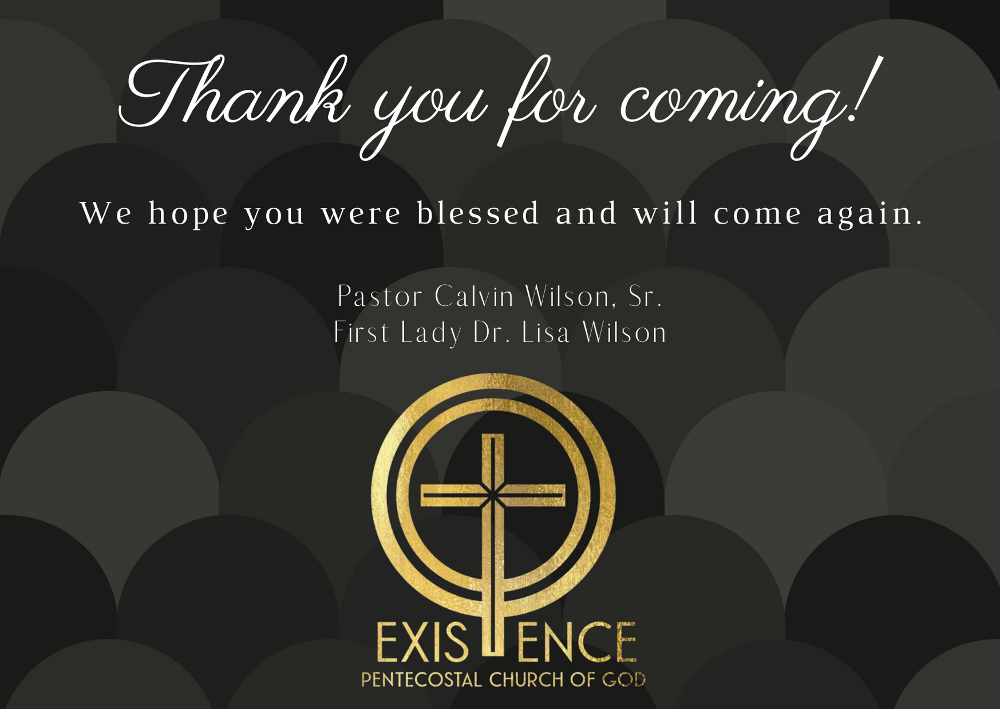 Thank you for coming!
We hope you were blessed and will come again.
Pastor Calvin Wilson, Sr.
First Lady Dr. Lisa Wilson
EXISTENCE
PENTECOSTAL CHURCH OF GOD